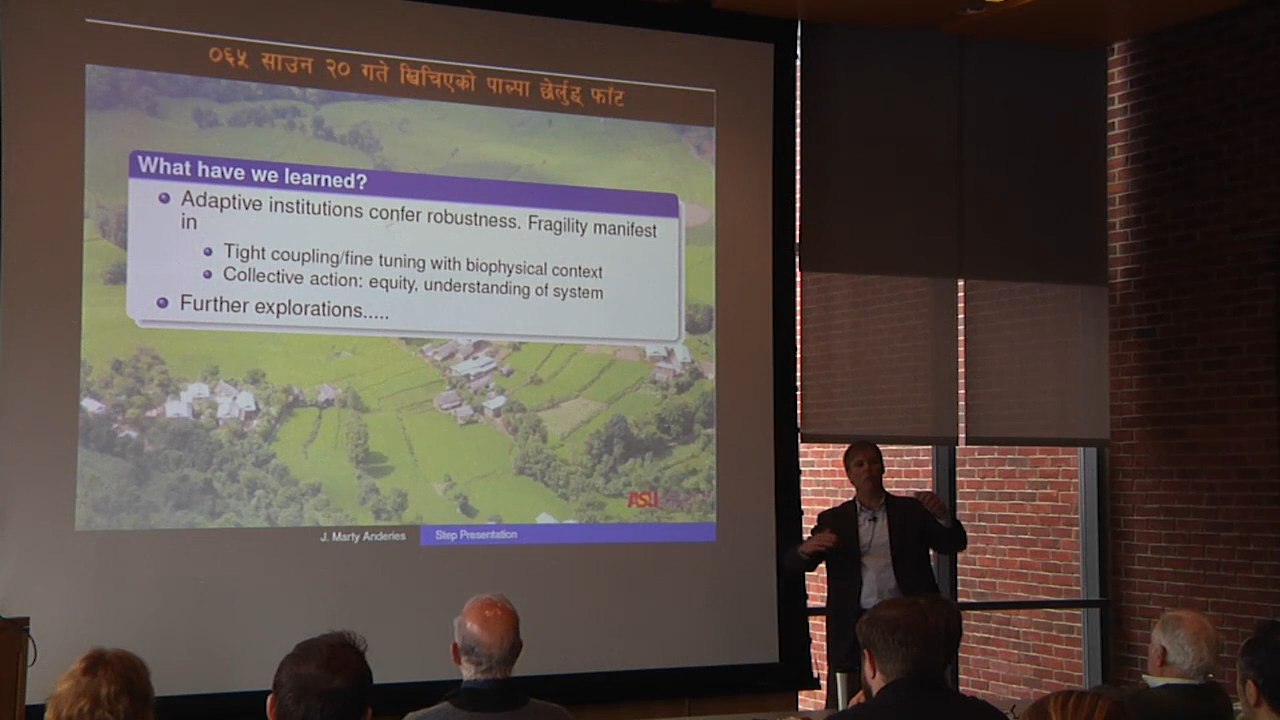 ०६५ साउन २० गते खिचिएको पाल्पा छेर्लुङ् फाँट
What have we learned?
Adaptive institutions confer robustness. Fragility manifest
in
Tight coupling/fine tuning with biophysical context
Collective action: equity, understanding of system
Further explorations.....
ASU
J. Marty Anderies
Step Presentation